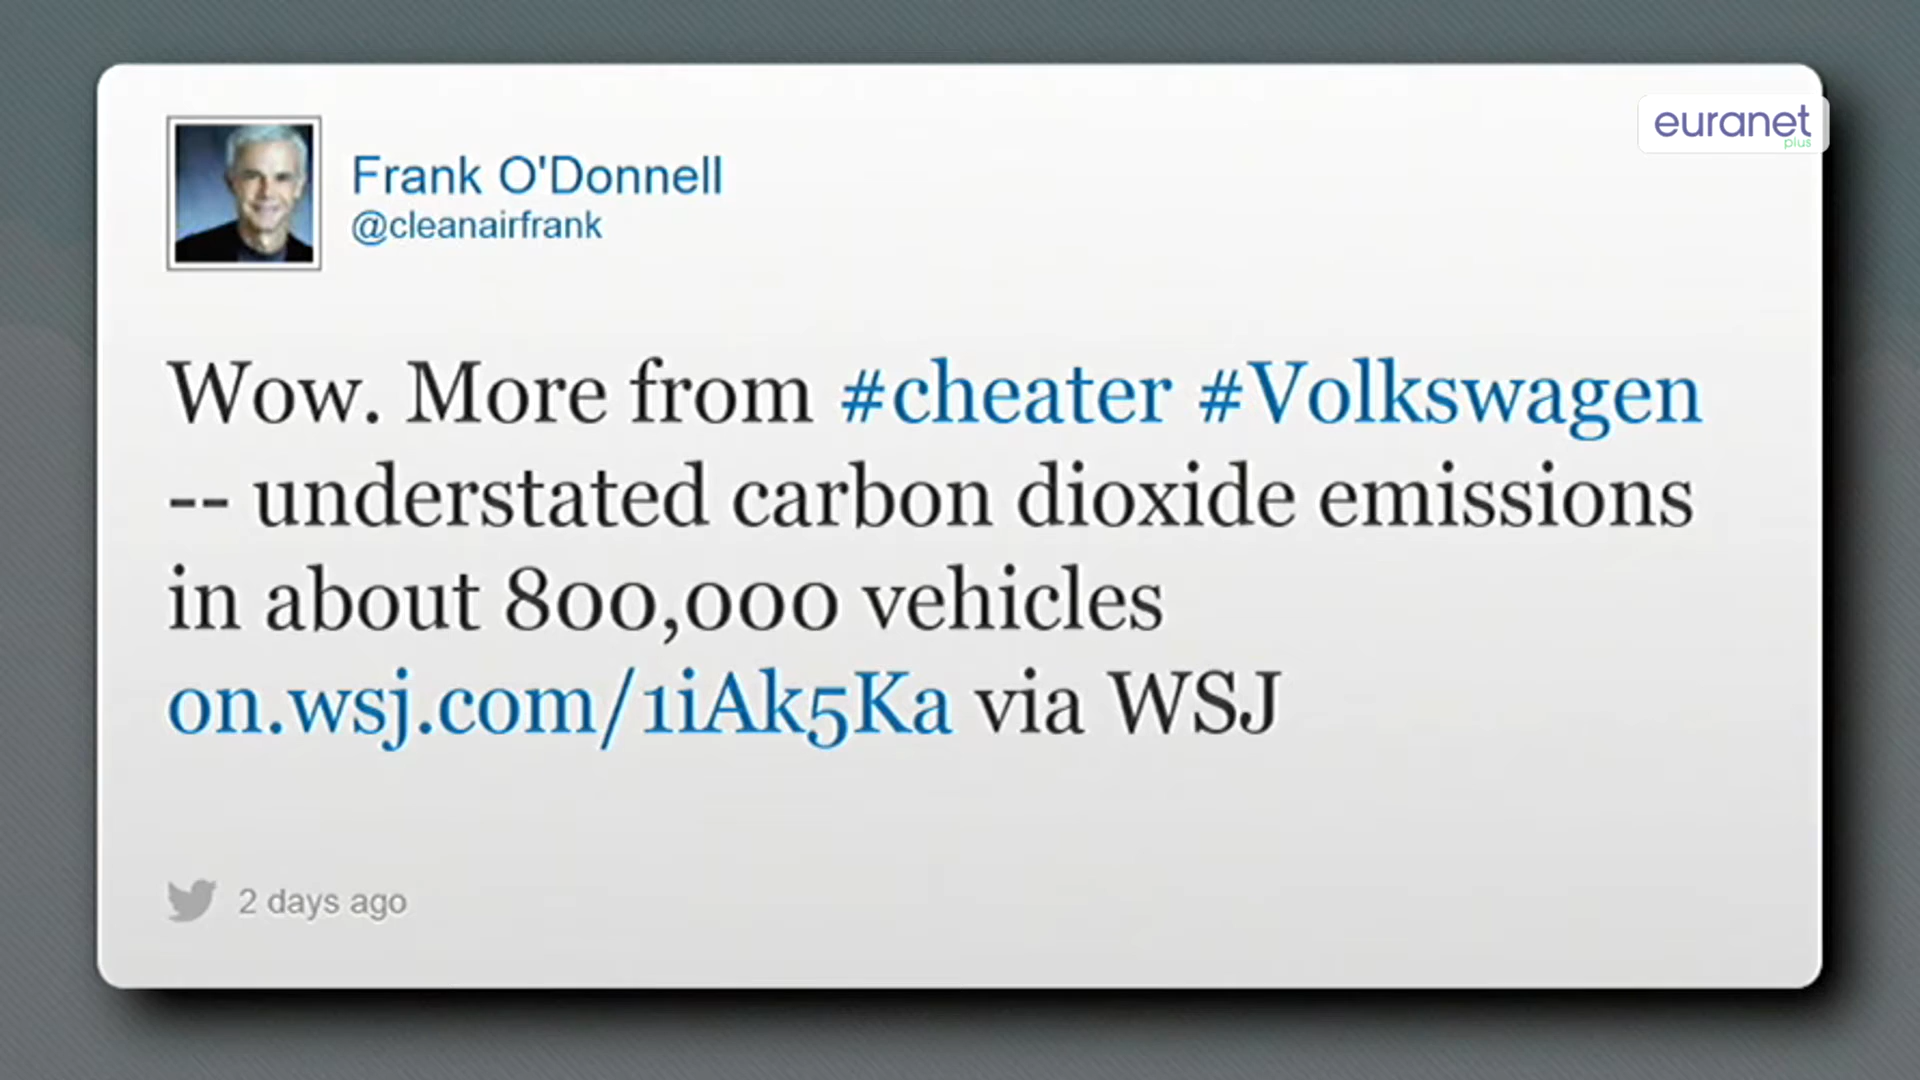 euranet
plus
Frank O'Donnell
@cleanairfrank
Wow. More from #cheater #Volkswagen
-- understated carbon dioxide emissions
in about 800,000 vehicles
on.wsj.com/1iAk5Ka via WSJ
2 days ago